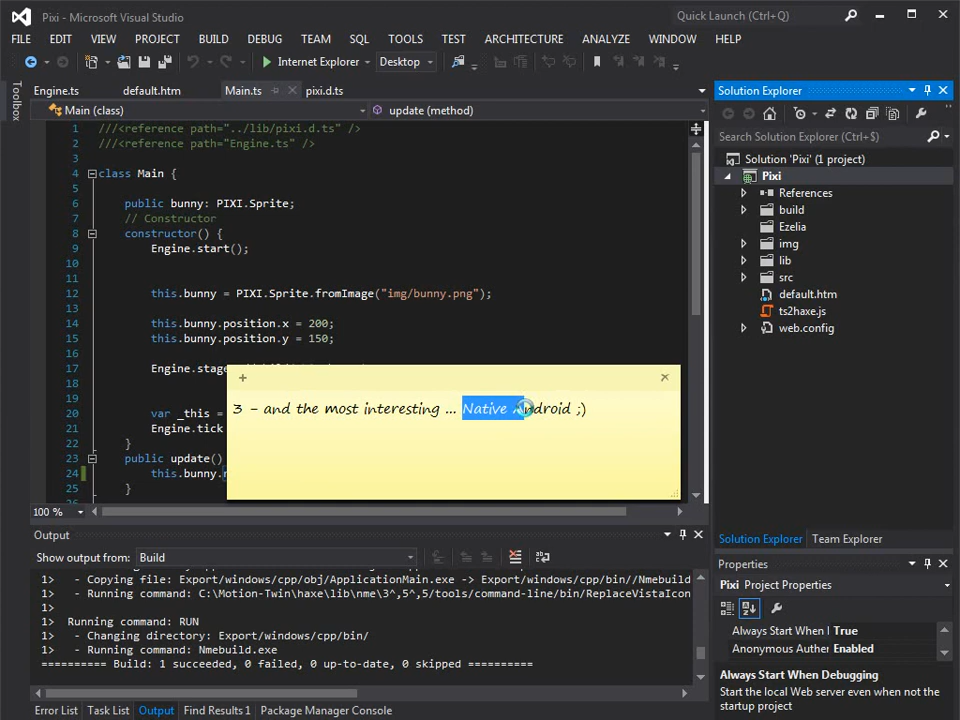 Pixi - Microsoft Visual Studio
Quick Launch (Ctrl+Q)
FILE EDIT VIEW PROJECT BUILD DEBUG TEAM SQL TOOLS TEST ARCHITECTURE ANALYZE WINDOW HELP
Internet Explorer Desktop
Toolbox
Engine.ts default.htm Main.ts pixi.d.ts
Main (class) update (method)
1 ///<reference path="../lib/pixi.d.ts" />
2 ///<reference path="Engine.ts" />
3
4 class Main {
5
6 public bunny: PIXI.Sprite;
7 // Constructor
8 constructor() {
9 Engine.start();
10
11
12 this.bunny = PIXI.Sprite.fromImage("img/bunny.png");
13
14 this.bunny.position.x = 200;
15 this.bunny.position.y = 150;
16
17 Engine.stage
18
19
20 var _this =
21 Engine.tick
22 }
23 public update()
24 this.bunny.
25 }
3 - and the most interesting ... Native Android ;)
100 %
Output
Show output from: Build
1> - Copying file: Export/windows/cpp/obj/ApplicationMain.exe -> Export/windows/cpp/bin//Nmebuild
1> - Running command: C:\Motion-Twin\haxe\lib\nme\3^,5^,5/tools/command-line/bin/ReplaceVistaIcon
1>
1> Running command: RUN
1> - Changing directory: Export/windows/cpp/bin/
1> - Running command: Nmebuild.exe
========== Build: 1 succeeded, 0 failed, 0 up-to-date, 0 skipped ==========
Error List Task List Output Find Results 1 Package Manager Console
Solution Explorer
Search Solution Explorer (Ctrl+$)
Solution 'Pixi' (1 project)
Pixi
References
build
Ezelia
img
lib
src
default.htm
ts2haxe.js
web.config
Solution Explorer Team Explorer
Properties
Pixi Project Properties
Always Start When I True
Anonymous Auther Enabled
Always Start When Debugging
Start the local Web server even when not the
startup project